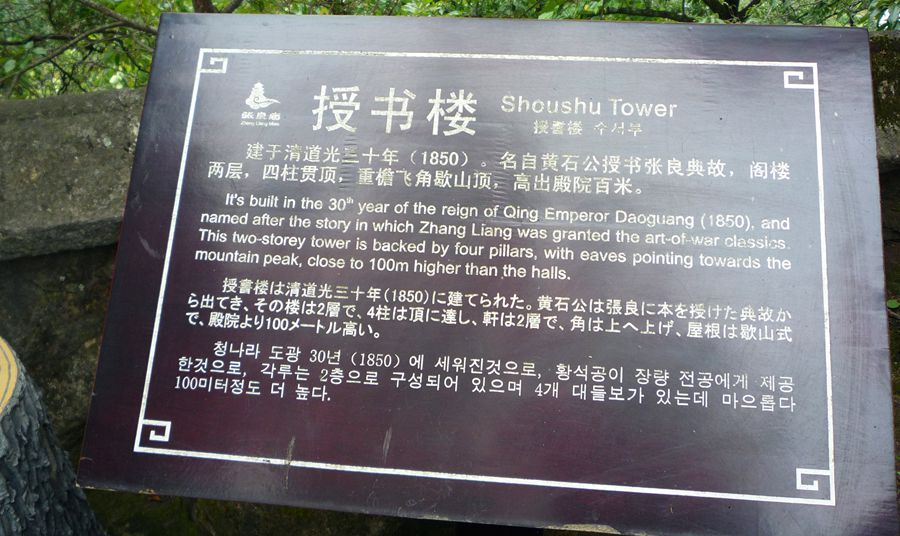 張良庙
Zhang Liang Miao
授书楼 Shoushu Tower
授書楼 수서루
建于清道光三十年（1850）。名自黄石公授书张良典故，阁楼
两层，四柱贯顶，重檐飞角歇山顶，高出殿院百米。
It's built in the 30th year of the reign of Qing Emperor Daoguang (1850), and
named after the story in which Zhang Liang was granted the art-of-war classics.
This two-storey tower is backed by four pillars, with eaves pointing towards the
mountain peak, close to 100m higher than the halls.
授書楼は清道光三十年(1850)に建てられた。黄石公は張良に本を授けた典故か
ら出てき、その楼は2層で、4柱は頂に達し、軒は2層で、角は上へ上げ、屋根は歇山式
で、殿院より100メートル高い。
청나라 도광 30년 (1850) 에 세워진것으로, 황석공이 장량 전공에게 제공
한것으로, 각루는 2층으로 구성되어 있으며 4개 대들보가 있는데 마으롭다
100미터정도 더 높다.